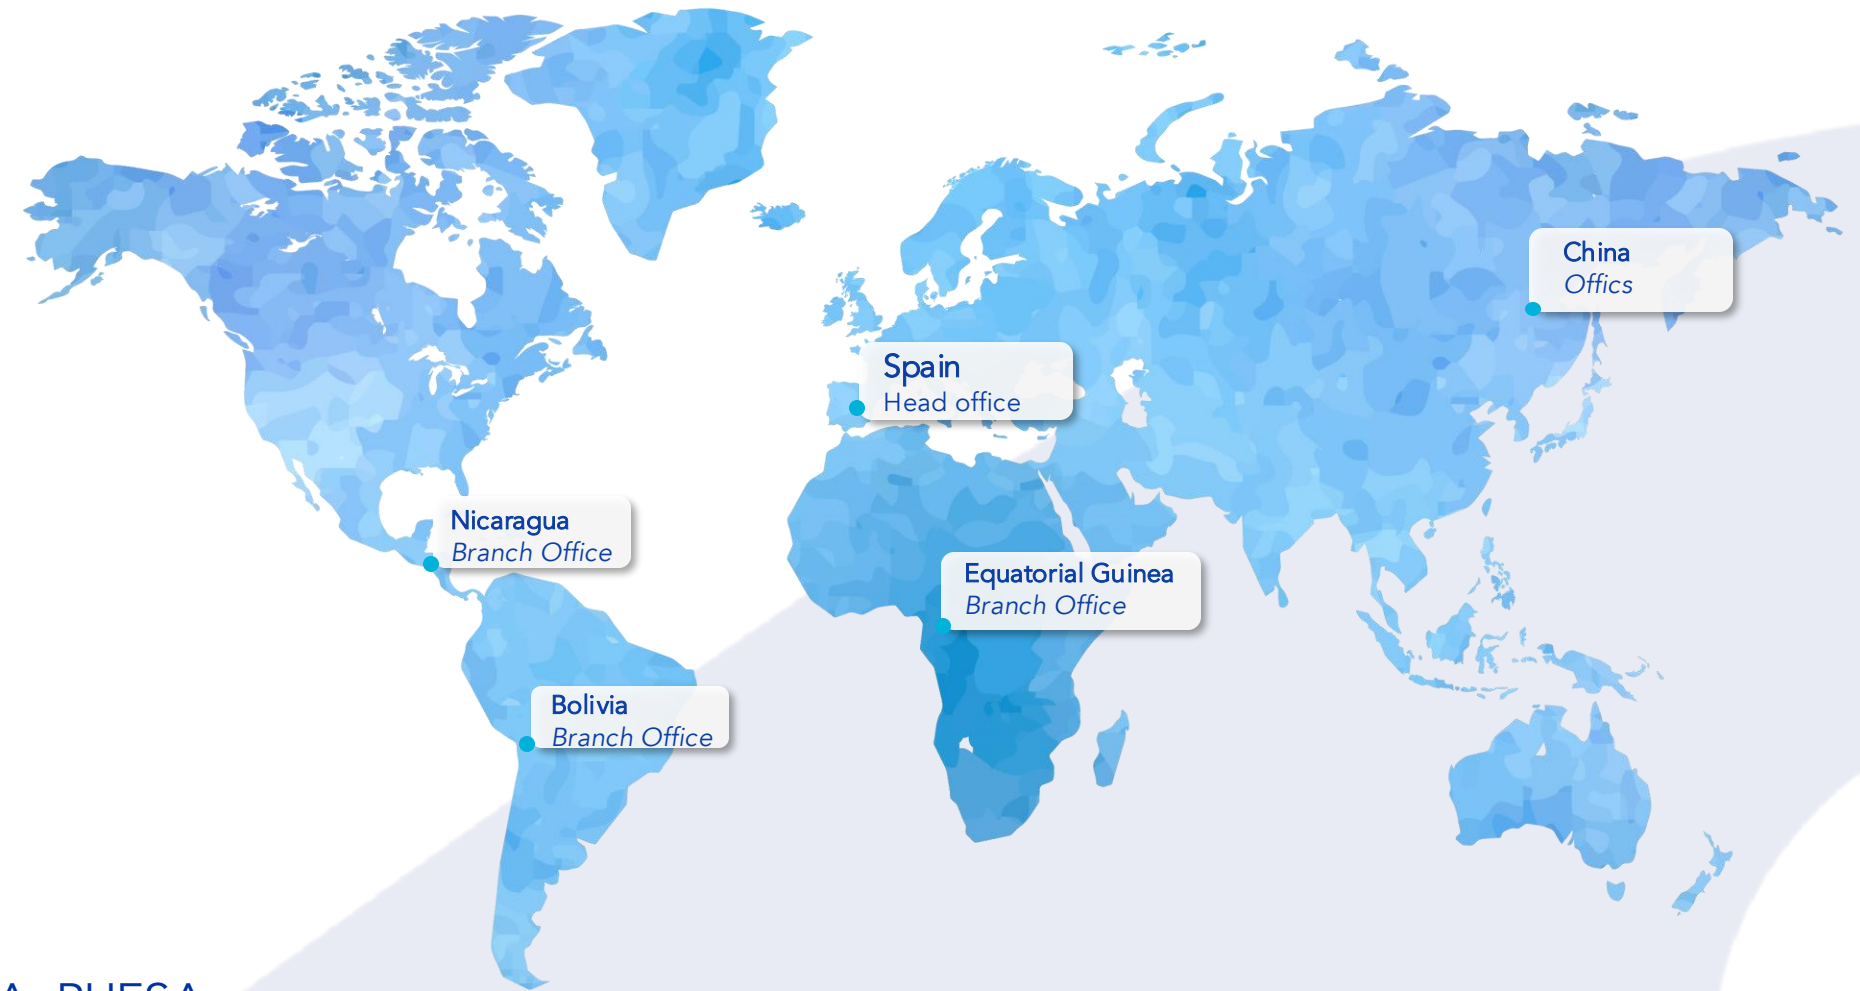 China
Offics
Spain
Head office
Nicaragua
Branch Office
Equatorial Guinea
Branch Office
Bolivia
Branch Office